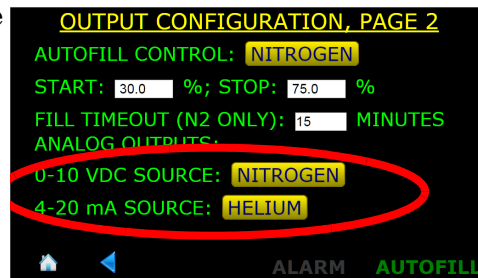 e
OUTPUT CONFIGURATION, PAGE 2
AUTOFILL CONTROL: NITROGEN
START: 30.0 %; STOP: 75.0 %
FILL TIMEOUT (N2 ONLY): 15 MINUTES
ANALOG OUTPUTS:
0-10 VDC SOURCE: NITROGEN
4-20 mA SOURCE: HELIUM
ALARM AUTOFILL